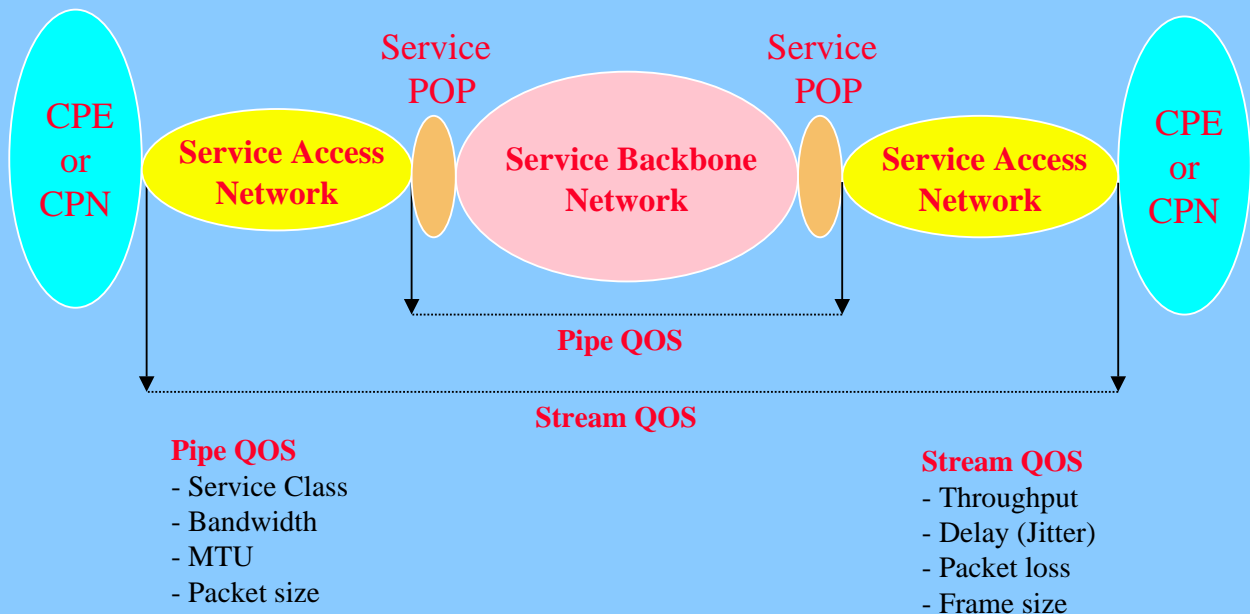 CPE
or
CPN
Service Access
Network
Service
POP
Service Backbone
Network
Service
POP
Service Access
Network
CPE
or
CPN
Pipe QOS
Stream QOS
Pipe QOS
- Service Class
- Bandwidth
- MTU
- Packet size
Stream QOS
- Throughput
- Delay (Jitter)
- Packet loss
- Frame size